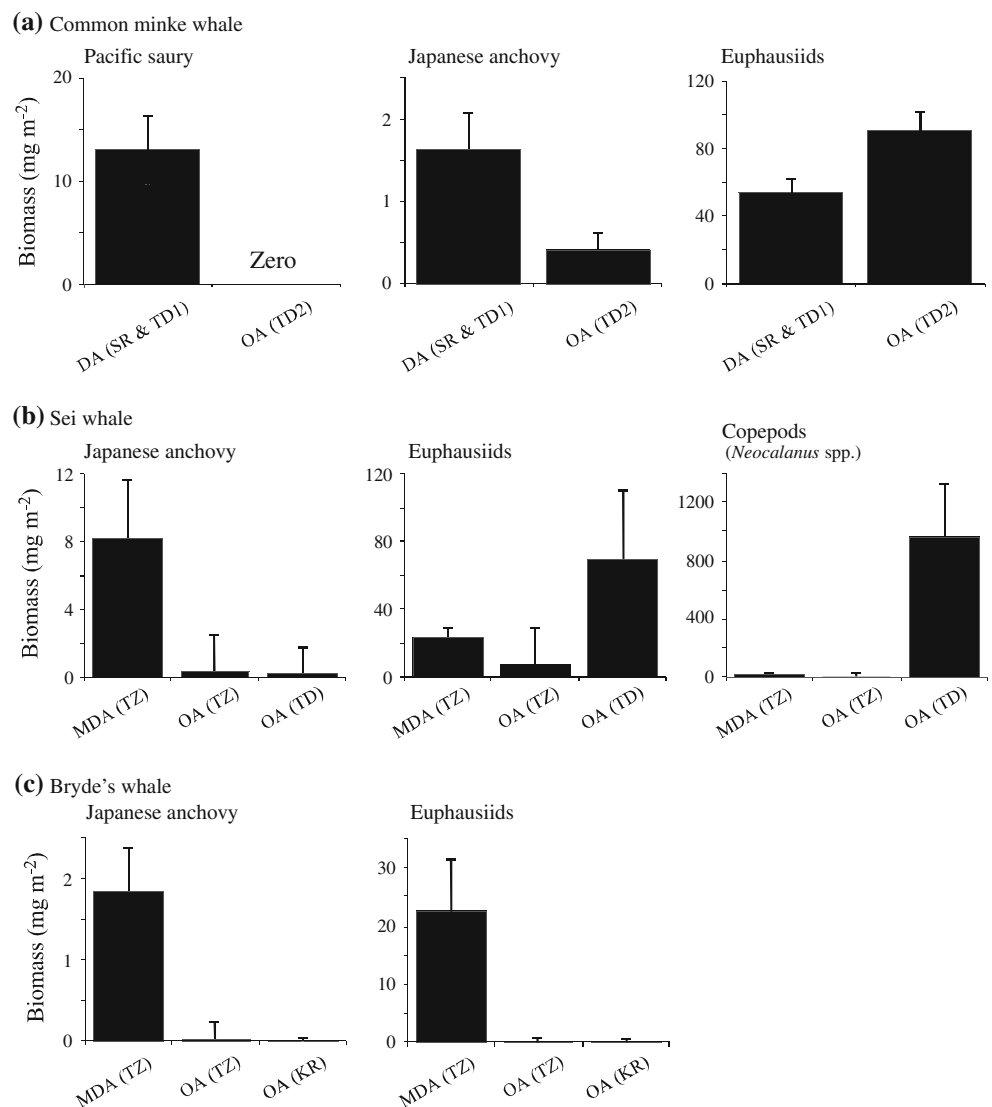 (a) Common minke whale
Pacific saury
Japanese anchovy
Euphausiids
Biomass (mg m-2)
20
10
0
Zero
DA (SR & TD1)
OA (TD2)
2
1
0
DA (SR & TD1)
OA (TD2)
120
80
40
0
DA (SR & TD1)
OA (TD2)
(b) Sei whale
Japanese anchovy
Euphausiids
Copepods
(Neocalanus spp.)
Biomass (mg m-2)
12
8
4
0
MDA (TZ)
OA (TZ)
OA (TD)
120
80
40
0
MDA (TZ)
OA (TZ)
OA (TD)
1200
800
400
0
MDA (TZ)
OA (TZ)
OA (TD)
(c) Bryde's whale
Japanese anchovy
Euphausiids
Biomass (mg m-2)
2
1
0
MDA (TZ)
OA (TZ)
OA (KR)
30
20
10
0
MDA (TZ)
OA (TZ)
OA (KR)